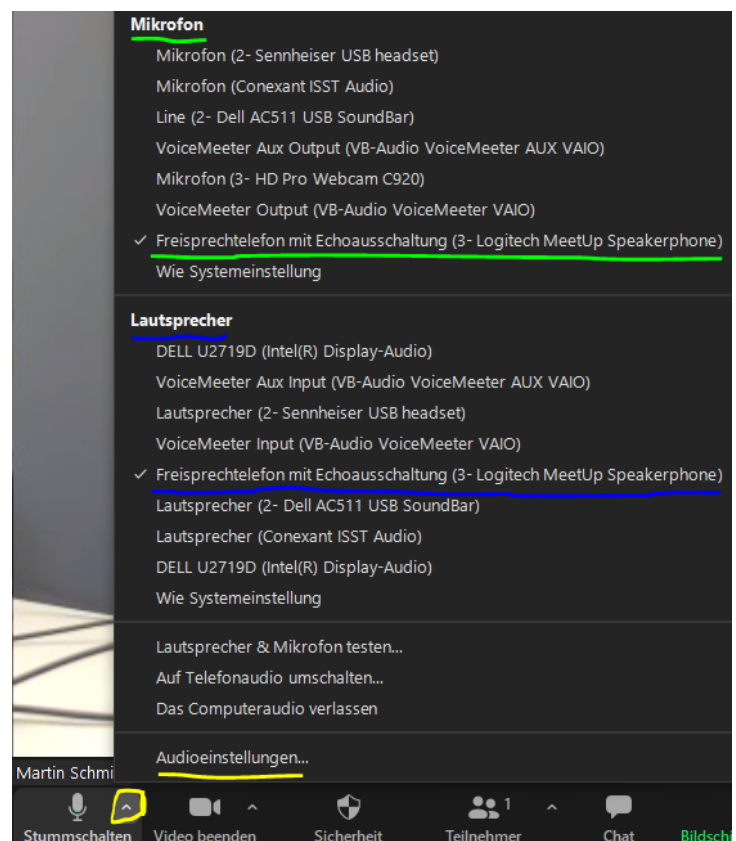 Mikrofon
Mikrofon (2- Sennheiser USB headset)
Mikrofon (Conexant ISST Audio)
Line (2- Dell AC511 USB SoundBar)
VoiceMeeter Aux Output (VB-Audio VoiceMeeter AUX VAIO)
Mikrofon (3- HD Pro Webcam C920)
VoiceMeeter Output (VB-Audio VoiceMeeter VAIO)
✓ Freisprechtelefon mit Echoausschaltung (3- Logitech MeetUp Speakerphone)
Wie Systemeinstellung
Lautsprecher
DELL U2719D (Intel(R) Display-Audio)
VoiceMeeter Aux Input (VB-Audio VoiceMeeter AUX VAIO)
Lautsprecher (2- Sennheiser USB headset)
VoiceMeeter Input (VB-Audio VoiceMeeter VAIO)
✓ Freisprechtelefon mit Echoausschaltung (3- Logitech MeetUp Speakerphone)
Lautsprecher (2- Dell AC511 USB SoundBar)
Lautsprecher (Conexant ISST Audio)
DELL U2719D (Intel(R) Display-Audio)
Wie Systemeinstellung
Lautsprecher & Mikrofon testen...
Auf Telefonaudio umschalten...
Das Computeraudio verlassen
Audioeinstellungen...
Martin Schmi
1
Stummschalten Video beenden Sicherheit Teilnehmer Chat Bildschi